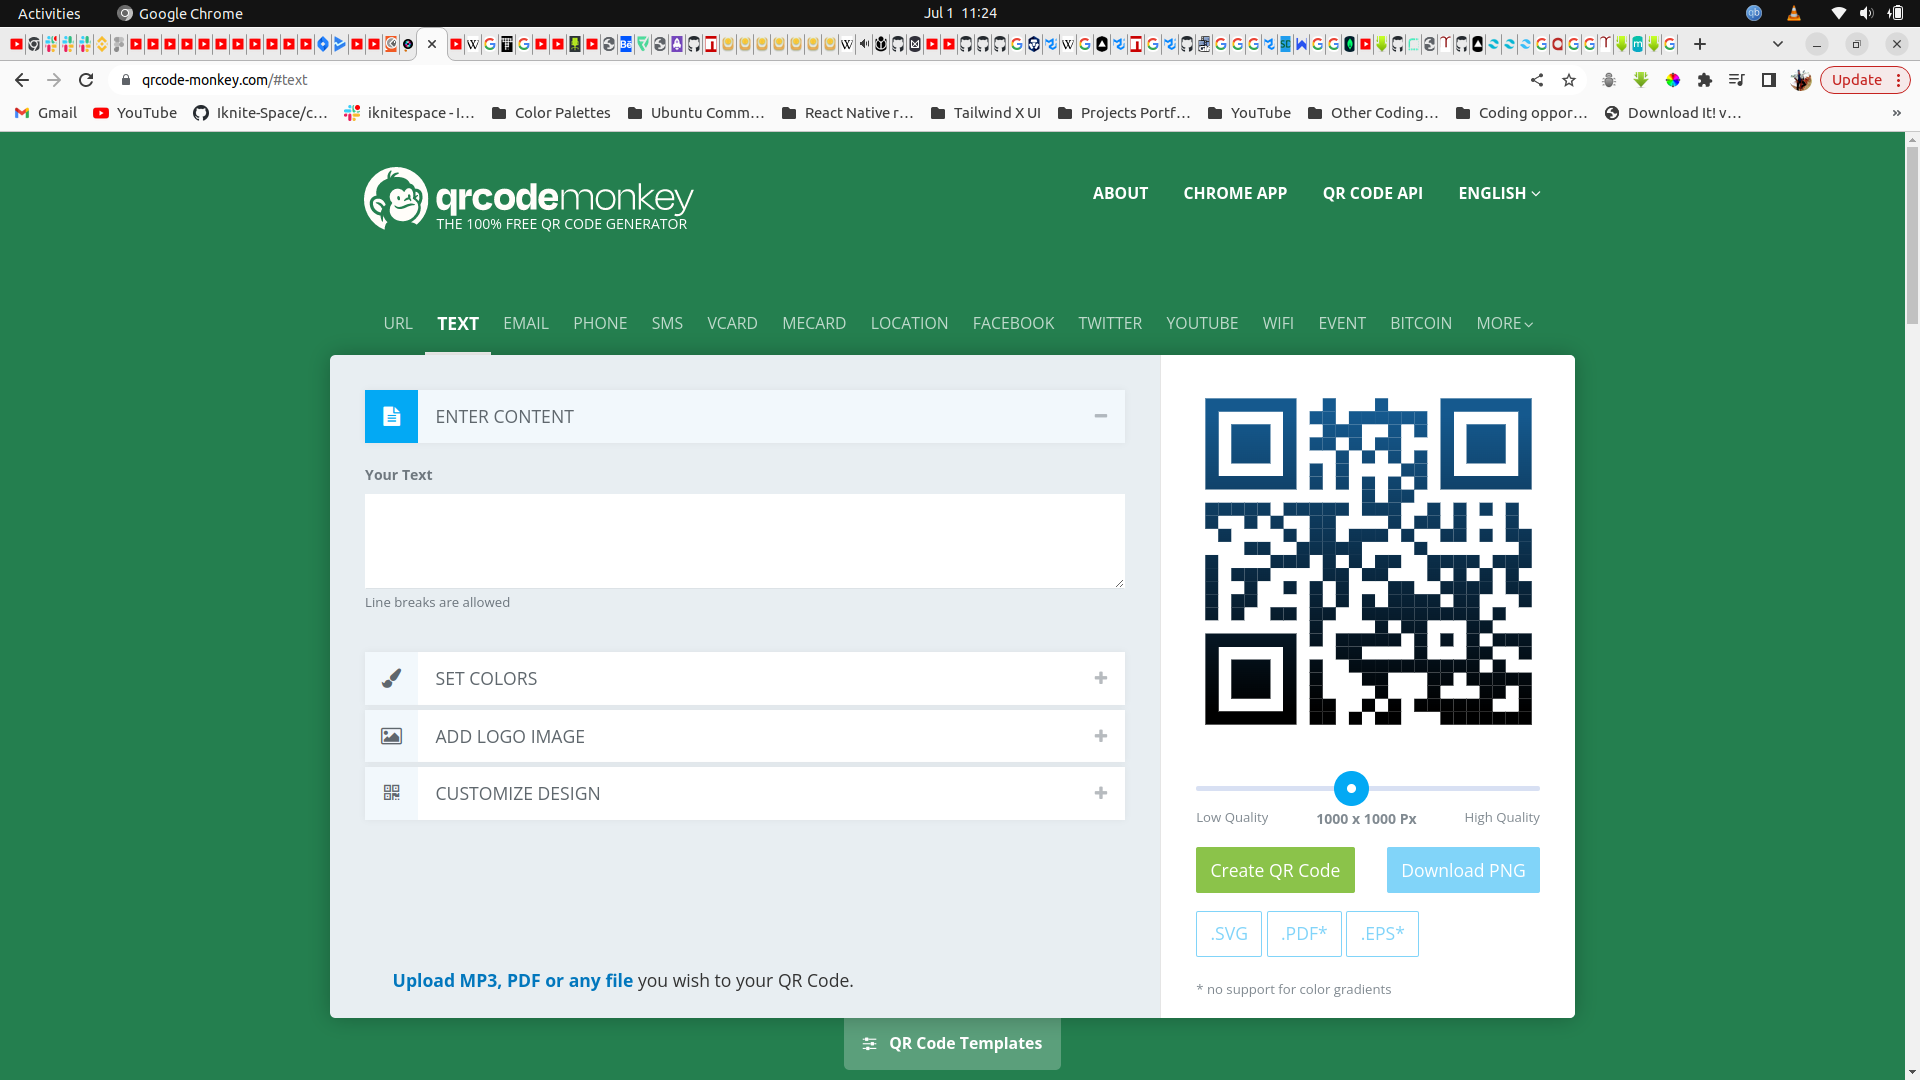 Activities
Google Chrome
Jul 1 11:24
qrcode-monkey.com/#text
Update
Gmail
YouTube
Iknite-Space/c...
iknitespace - I...
Color Palettes
Ubuntu Comm...
React Native r...
Tailwind X UI
Projects Portf...
YouTube
Other Coding...
Coding oppor...
Download It! v...
»
qrcodemonkey
THE 100% FREE QR CODE GENERATOR
ABOUT
CHROME APP
QR CODE API
ENGLISH
URL
TEXT
EMAIL
PHONE
SMS
VCARD
MECARD
LOCATION
FACEBOOK
TWITTER
YOUTUBE
WIFI
EVENT
BITCOIN
MORE
ENTER CONTENT
Your Text
Line breaks are allowed
SET COLORS
ADD LOGO IMAGE
CUSTOMIZE DESIGN
Upload MP3, PDF or any file you wish to your QR Code.
Low Quality
1000 x 1000 Px
High Quality
Create QR Code
Download PNG
.SVG
.PDF*
.EPS*
* no support for color gradients
QR Code Templates